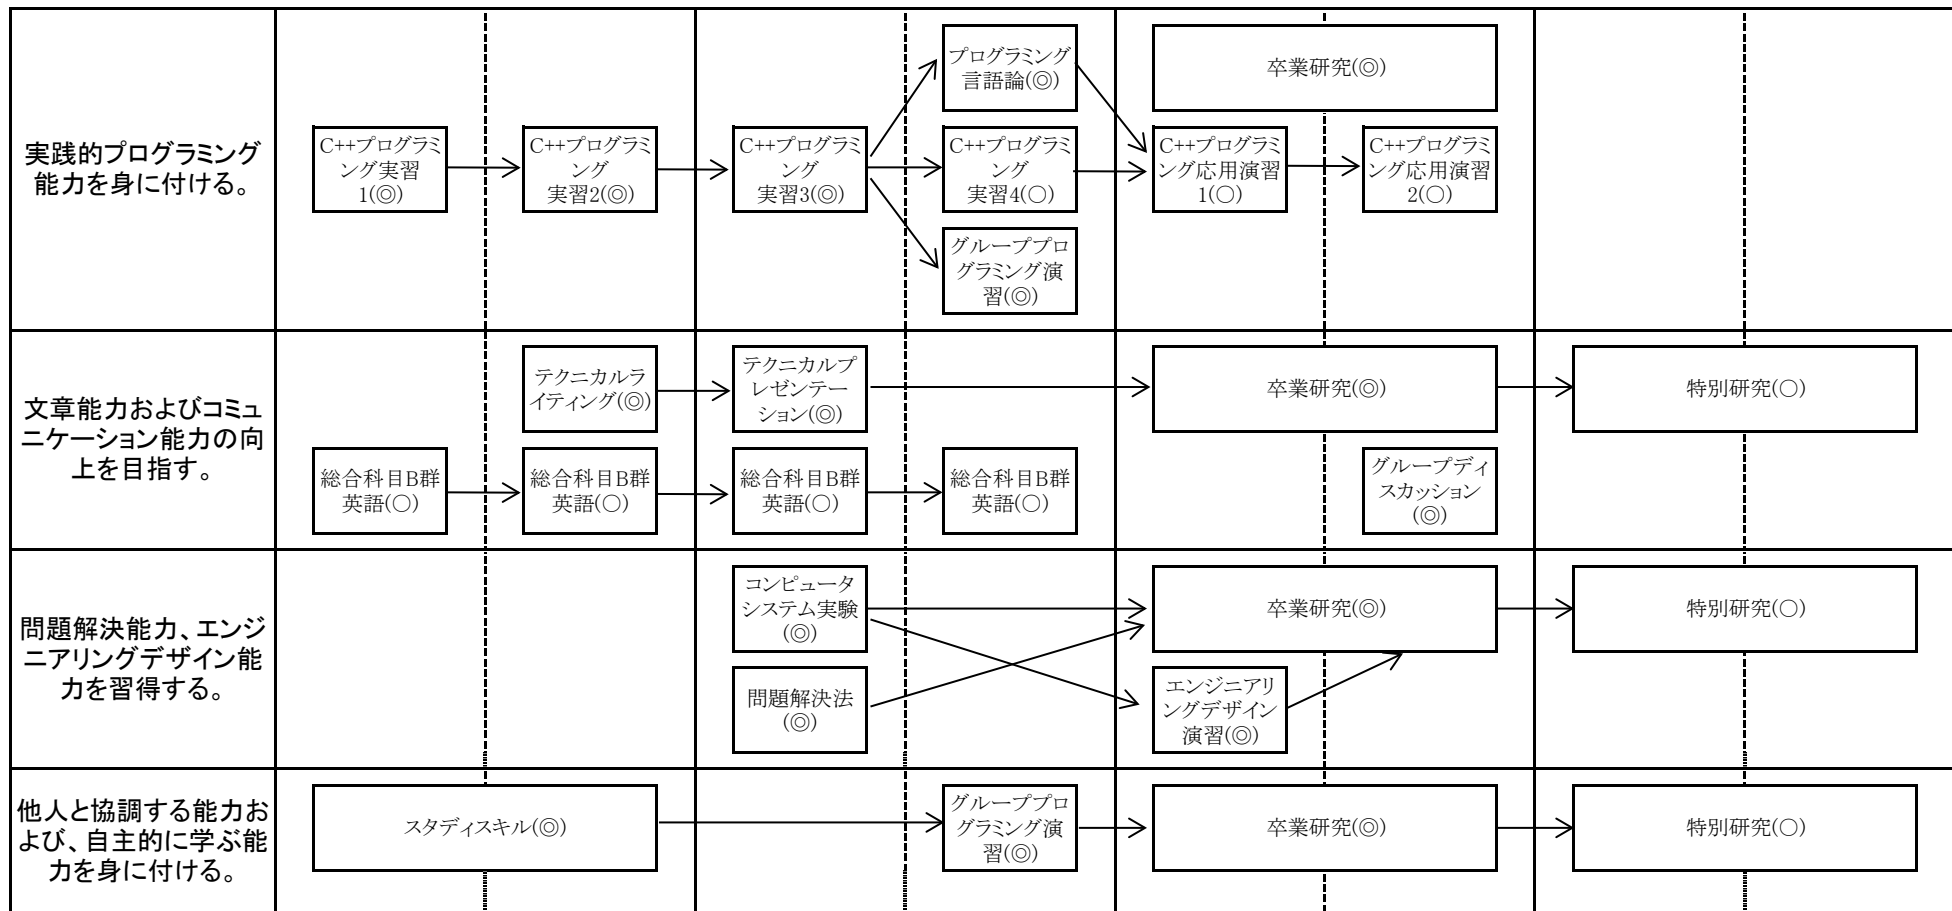 実践的プログラミング
能力を身に付ける。
C++プログラミ
ング実習
1(◎)
C++プログラミ
ング
実習2(◎)
C++プログラミ
ング
実習3(◎)
プログラミング
言語論(◎)
C++プログラミ
ング
実習4(○)
グループプロ
グラミング演
習(◎)
卒業研究(◎)
C++プログラミ
ング応用演習
1(○)
C++プログラミ
ング応用演習
2(○)
文章能力およびコミュ
ニケーション能力の向
上を目指す。
テクニカルラ
イティング(◎)
テクニカルプ
レゼンテー
ション(◎)
卒業研究(◎)
特別研究(○)
総合科目B群
英語(○)
総合科目B群
英語(○)
総合科目B群
英語(○)
総合科目B群
英語(○)
グループディ
スカッション
(◎)
問題解決能力、エンジ
ニアリングデザイン能
力を習得する。
コンピュータ
システム実験
(◎)
問題解決法
(◎)
卒業研究(◎)
エンジニアリ
ングデザイン
演習(◎)
特別研究(○)
他人と協調する能力お
よび、自主的に学ぶ能
力を身に付ける。
スタディスキル(◎)
グループプロ
グラミング演
習(◎)
卒業研究(◎)
特別研究(○)